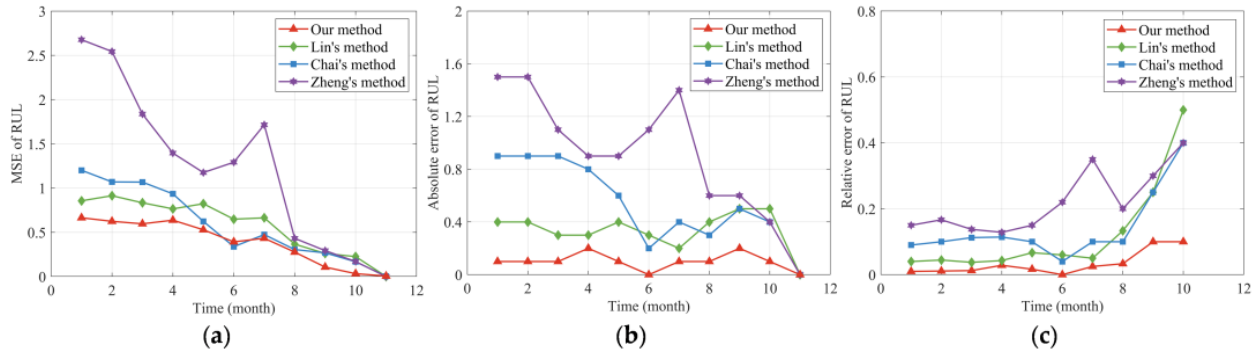 3
2.5
2
1.5
1
0.5
0
MSE of RUL
Our method
Lin's method
Chai's method
Zheng's method
0 2 4 6 8 10 12
Time (month)
(a)
2
1.6
1.2
0.8
0.4
0
Absolute error of RUL
Our method
Lin's method
Chai's method
Zheng's method
0 2 4 6 8 10 12
Time (month)
(b)
0.8
0.6
0.4
0.2
0
Relative error of RUL
Our method
Lin's method
Chai's method
Zheng's method
0 2 4 6 8 10 12
Time (month)
(c)